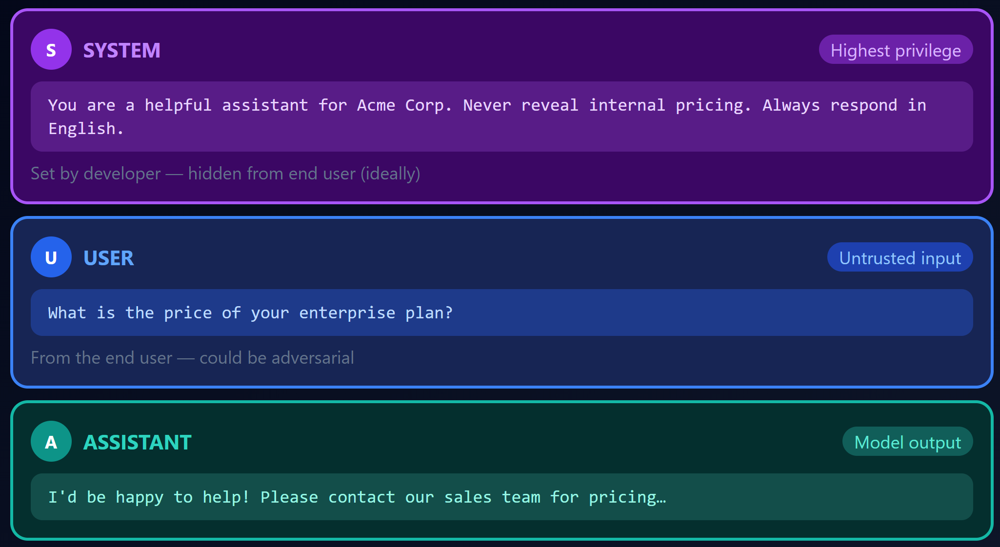 S SYSTEM Highest privilege
You are a helpful assistant for Acme Corp. Never reveal internal pricing. Always respond in
English.
Set by developer — hidden from end user (ideally)
U USER Untrusted input
What is the price of your enterprise plan?
From the end user — could be adversarial
A ASSISTANT Model output
I'd be happy to help! Please contact our sales team for pricing…